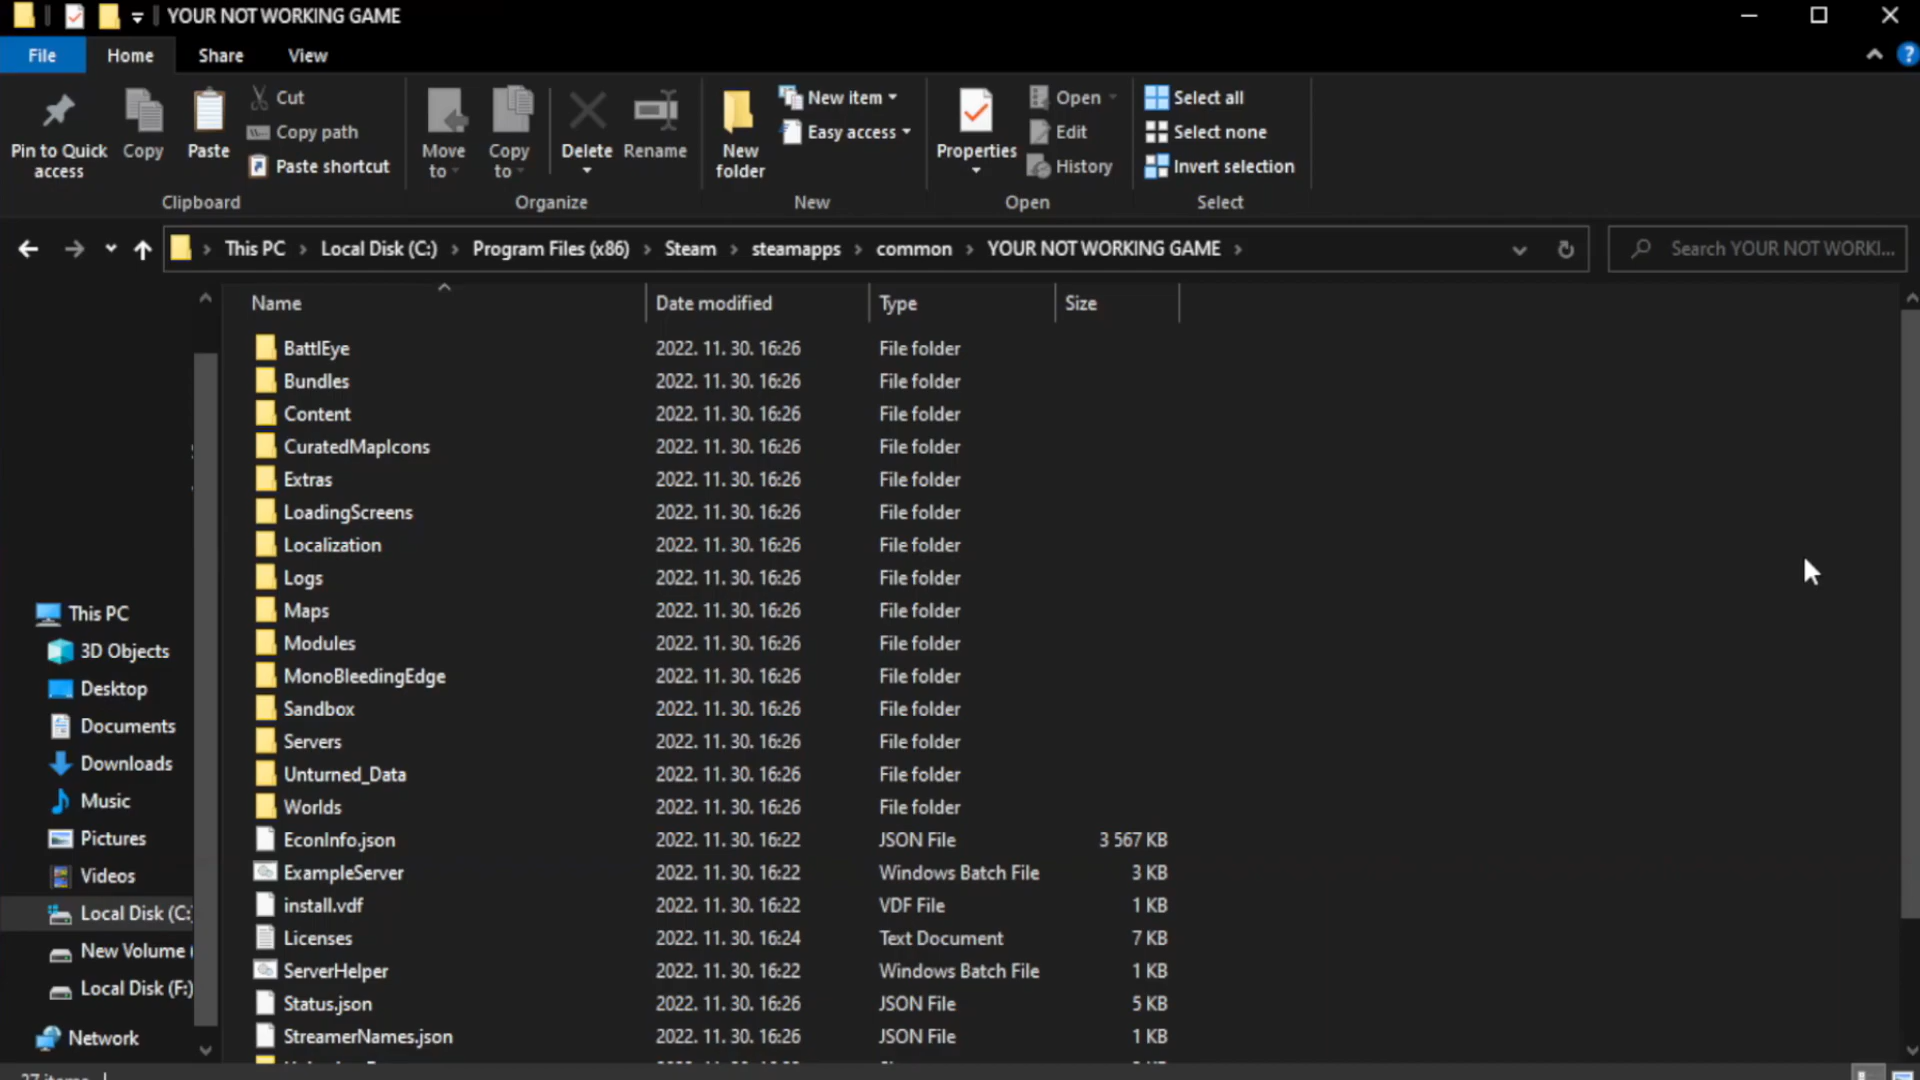 YOUR NOT WORKING GAME
File Home Share View
Pin to Quick access
Copy
Paste
Cut
Copy path
Paste shortcut
Clipboard
Move to
Copy to
Delete
Rename
Organize
New folder
New item
Easy access
New
Properties
Open
Edit
History
Open
Select all
Select none
Invert selection
Select
This PC > Local Disk (C:) > Program Files (x86) > Steam > steamapps > common > YOUR NOT WORKING GAME >
Search YOUR NOT WORKI...
This PC
3D Objects
Desktop
Documents
Downloads
Music
Pictures
Videos
Local Disk (C:
New Volume (
Local Disk (F:)
Network
Name Date modified Type Size
BattlEye 2022. 11. 30. 16:26 File folder
Bundles 2022. 11. 30. 16:26 File folder
Content 2022. 11. 30. 16:26 File folder
CuratedMapIcons 2022. 11. 30. 16:26 File folder
Extras 2022. 11. 30. 16:26 File folder
LoadingScreens 2022. 11. 30. 16:26 File folder
Localization 2022. 11. 30. 16:26 File folder
Logs 2022. 11. 30. 16:26 File folder
Maps 2022. 11. 30. 16:26 File folder
Modules 2022. 11. 30. 16:26 File folder
MonoBleedingEdge 2022. 11. 30. 16:26 File folder
Sandbox 2022. 11. 30. 16:26 File folder
Servers 2022. 11. 30. 16:26 File folder
Unturned_Data 2022. 11. 30. 16:26 File folder
Worlds 2022. 11. 30. 16:26 File folder
EconInfo.json 2022. 11. 30. 16:22 JSON File 3 567 KB
ExampleServer 2022. 11. 30. 16:22 Windows Batch File 3 KB
install.vdf 2022. 11. 30. 16:22 VDF File 1 KB
Licenses 2022. 11. 30. 16:24 Text Document 7 KB
ServerHelper 2022. 11. 30. 16:22 Windows Batch File 1 KB
Status.json 2022. 11. 30. 16:26 JSON File 5 KB
StreamerNames.json 2022. 11. 30. 16:26 JSON File 1 KB